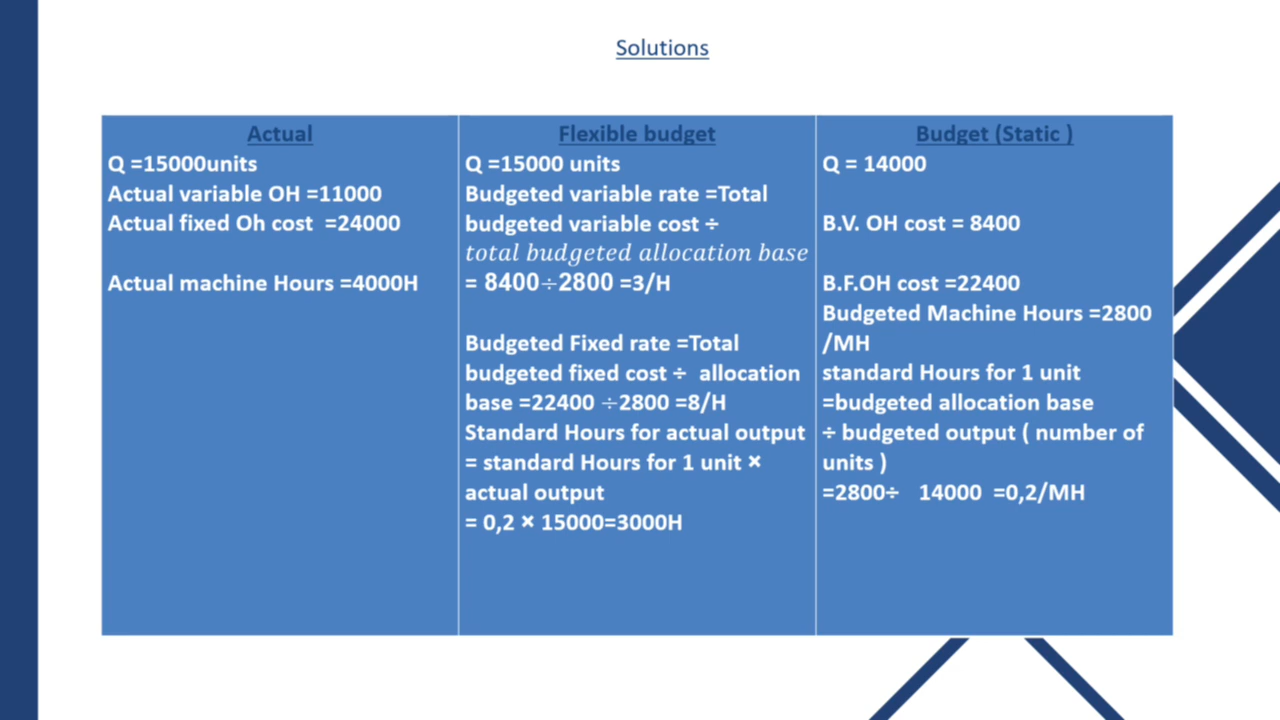 Solutions
Actual
Q =15000units
Actual variable OH =11000
Actual fixed Oh cost  =24000
Actual machine Hours =4000H
Flexible budget
Q =15000 units
Budgeted variable rate =Total
budgeted variable cost ÷
total budgeted allocation base
= 8400÷2800 =3/H
Budgeted Fixed rate =Total
budgeted fixed cost ÷  allocation
base =22400 ÷2800 =8/H
Standard Hours for actual output
= standard Hours for 1 unit ×
actual output
= 0,2 × 15000=3000H
Budget (Static )
Q = 14000
B.V. OH cost = 8400
B.F.OH cost =22400
Budgeted Machine Hours =2800
/MH
standard Hours for 1 unit
=budgeted allocation base
÷ budgeted output ( number of
units )
=2800÷   14000  =0,2/MH